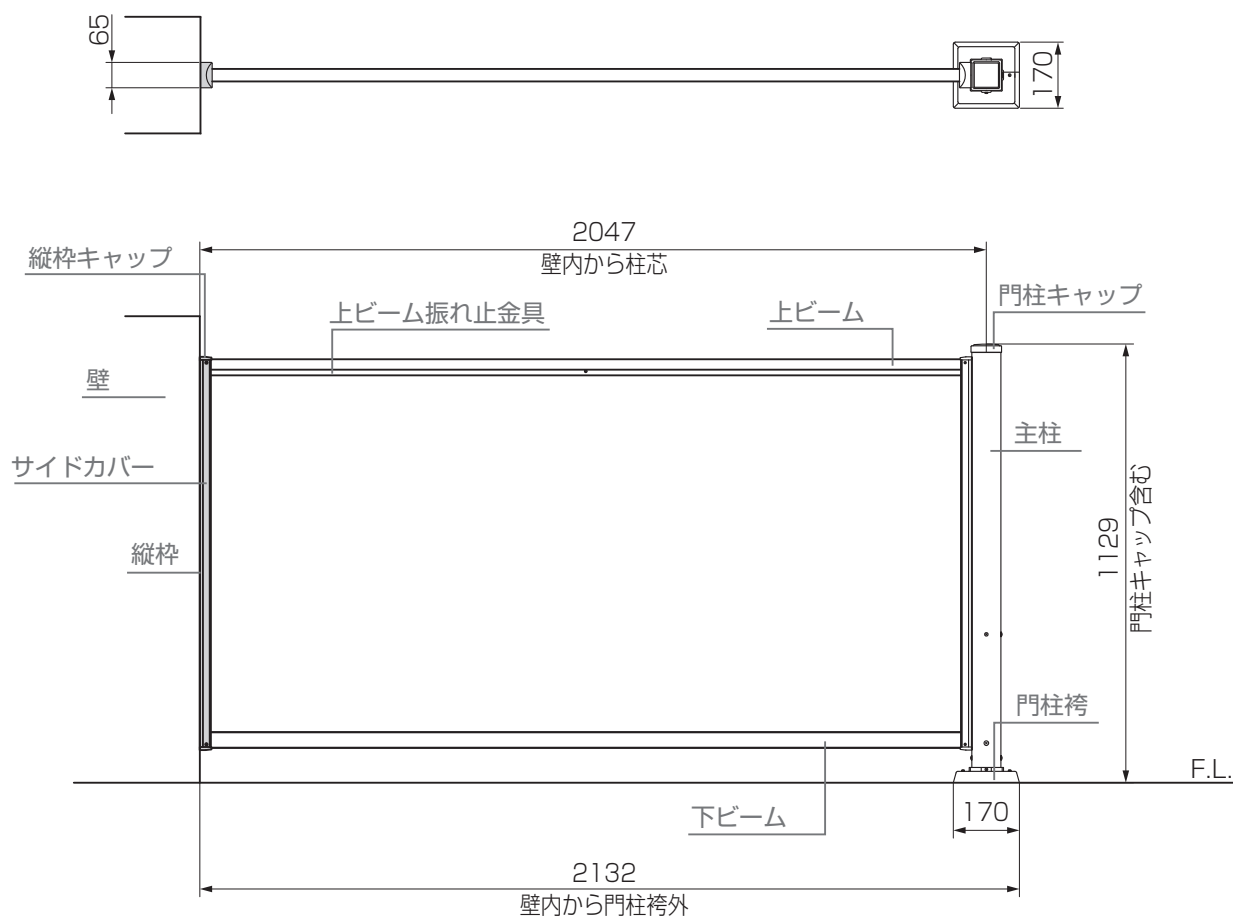 65
170
2047
壁内から柱芯
縦枠キャップ
門柱キャップ
上ビーム振れ止金具
上ビーム
壁
主柱
サイドカバー
1129
門柱キャップ含む
縦枠
門柱袴
F.L.
下ビーム
170
2132
壁内から門柱袴外